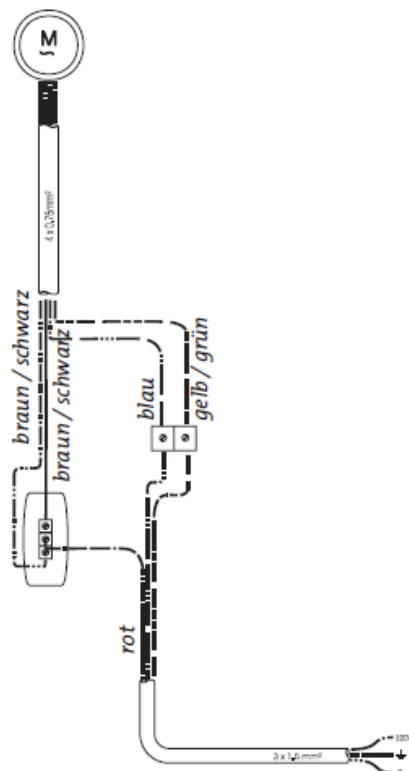 M
~
4 x 0,75mm²
braun / schwarz
braun / schwarz
blau
gelb / grün
rot
3 x 1,5 mm²
220